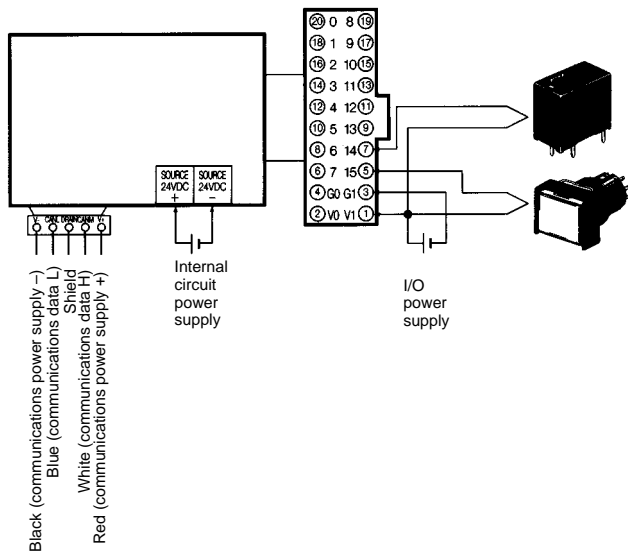 ⑳ 0 8 ⑲
⑱ 1 9 ⑰
⑯ 2 10 ⑮
⑭ 3 11 ⑬
⑫ 4 12 ⑪
⑩ 5 13 ⑨
⑧ 6 14 ⑦
⑥ 7 15 ⑤
④ G0 G1 ③
② V0 V1 ①
SOURCE
24VDC
+
SOURCE
24VDC
–
V- CANL DRAIN CANH V+
Internal
circuit
power
supply
I/O
power
supply
Black (communications power supply –)
Blue (communications data L)
Shield
White (communications data H)
Red (communications power supply +)